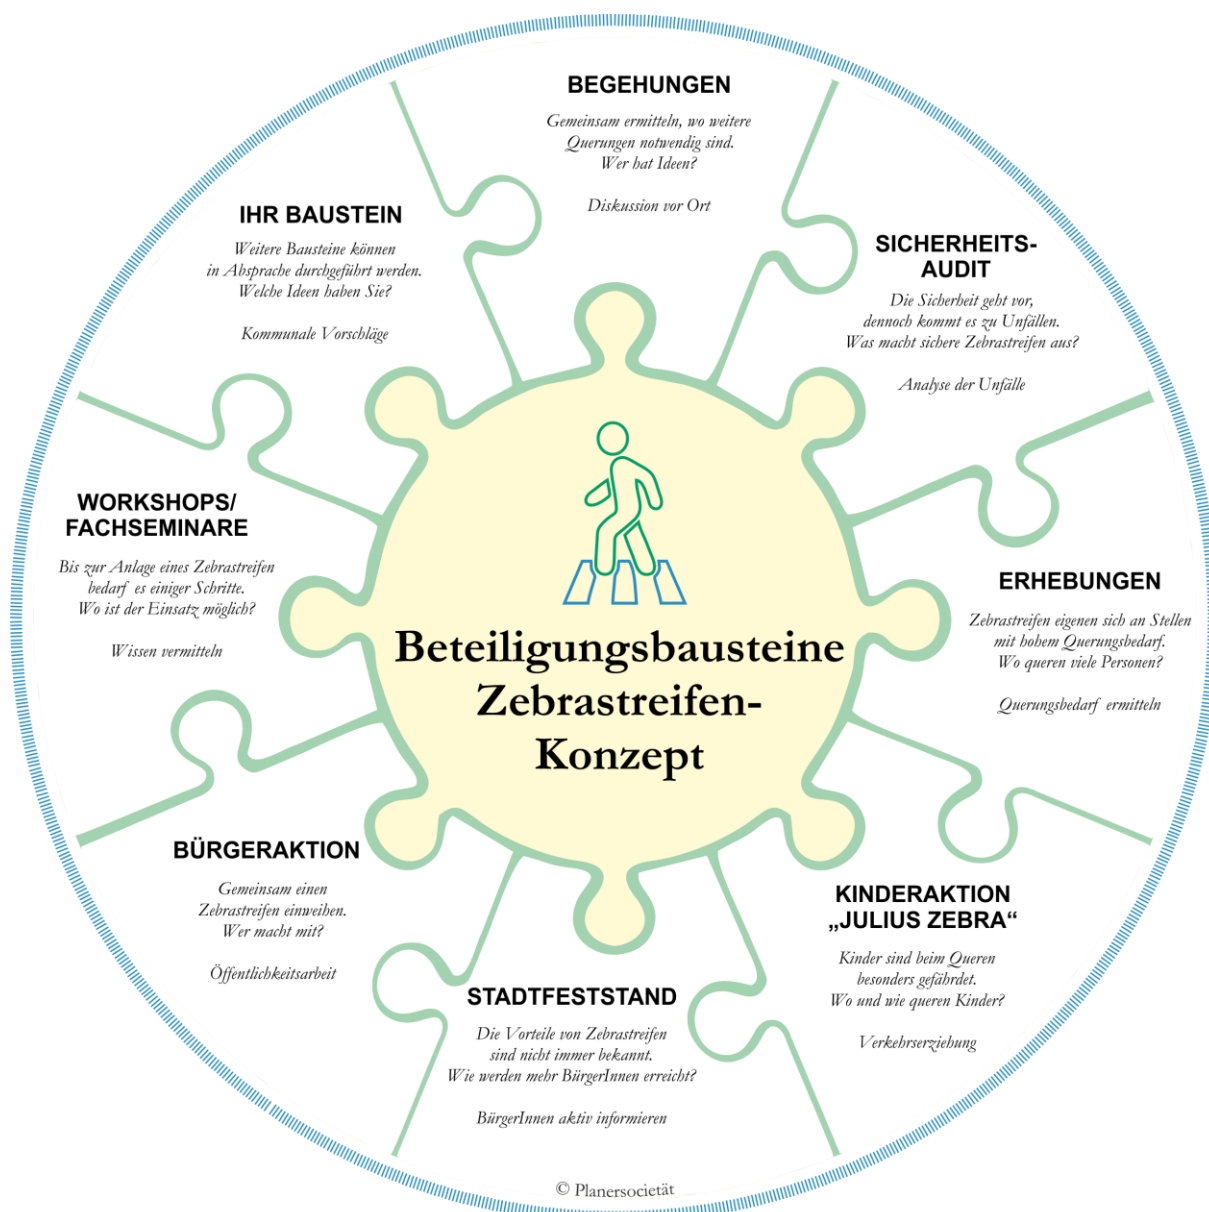 BEGEHUNGEN
Gemeinsam ermitteln, wo weitere
Querungen notwendig sind.
Wer hat Ideen?
Diskussion vor Ort
SICHERHEITS-
AUDIT
Die Sicherheit geht vor,
dennoch kommt es zu Unfällen.
Was macht sichere Zebrastreifen aus?
Analyse der Unfälle
ERHEBUNGEN
Zebrastreifen eigenen sich an Stellen
mit hohem Querungsbedarf.
Wo queren viele Personen?
Querungsbedarf ermitteln
KINDERAKTION
„JULIUS ZEBRA“
Kinder sind beim Queren
besonders gefährdet.
Wo und wie queren Kinder?
Verkehrserziehung
STADTFESTSTAND
Die Vorteile von Zebrastreifen
sind nicht immer bekannt.
Wie werden mehr BürgerInnen erreicht?
BürgerInnen aktiv informieren
BÜRGERAKTION
Gemeinsam einen
Zebrastreifen einweihen.
Wer macht mit?
Öffentlichkeitsarbeit
WORKSHOPS/
FACHSEMINARE
Bis zur Anlage eines Zebrastreifen
bedarf es einiger Schritte.
Wo ist der Einsatz möglich?
Wissen vermitteln
IHR BAUSTEIN
Weitere Bausteine können
in Absprache durchgeführt werden.
Welche Ideen haben Sie?
Kommunale Vorschläge
Beteiligungsbausteine
Zebrastreifen-
Konzept
© Planersocietät